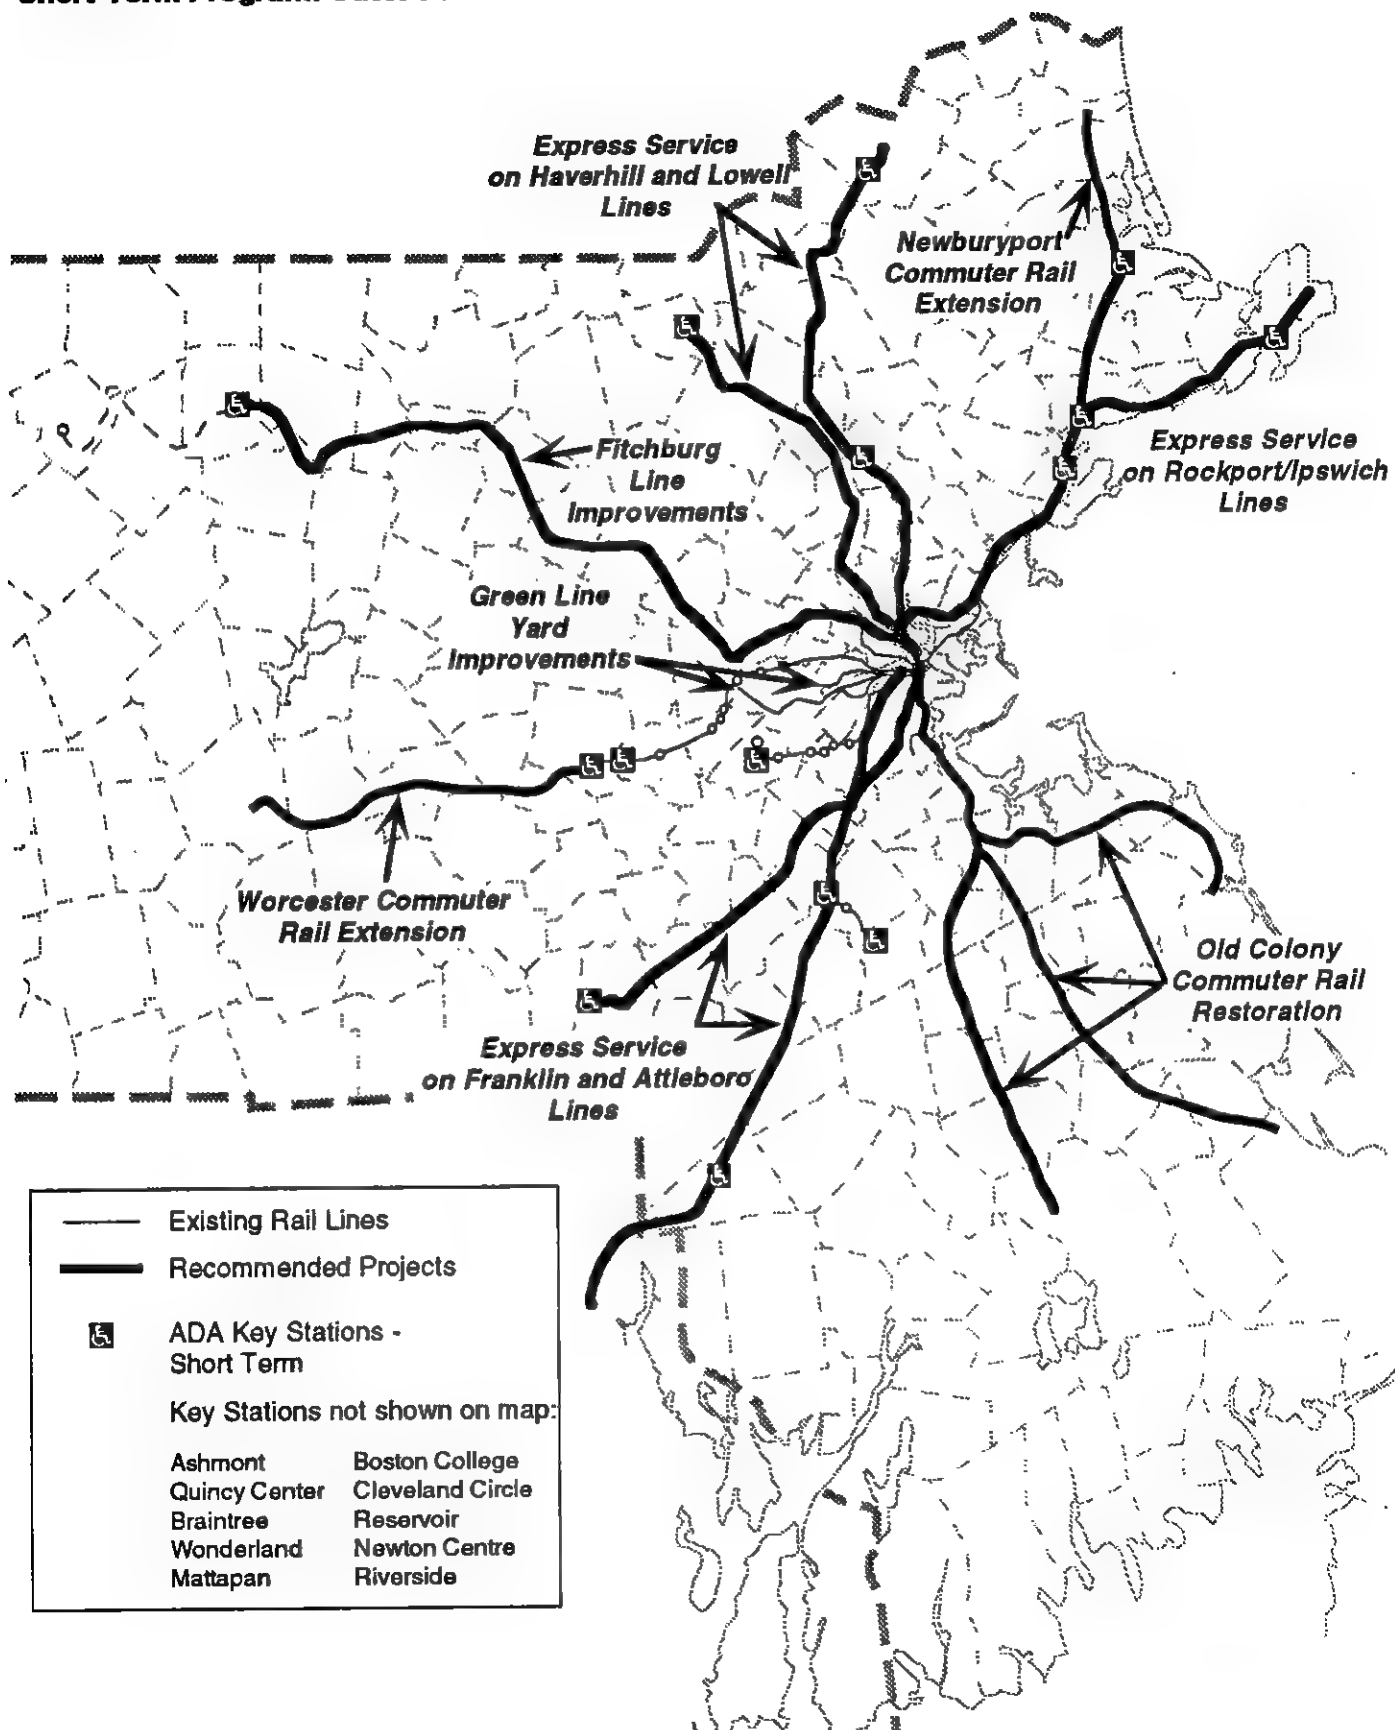 Express Service
on Haverhill and Lowell
Lines
Newburyport
Commuter Rail
Extension
Express Service
on Rockport/Ipswich
Lines
Fitchburg
Line
Improvements
Green Line
Yard
Improvements
Worcester Commuter
Rail Extension
Old Colony
Commuter Rail
Restoration
Express Service
on Franklin and Attleboro
Lines
Existing Rail Lines
Recommended Projects
ADA Key Stations -
Short Term
Key Stations not shown on map:
Ashmont Boston College
Quincy Center Cleveland Circle
Braintree Reservoir
Wonderland Newton Centre
Mattapan Riverside